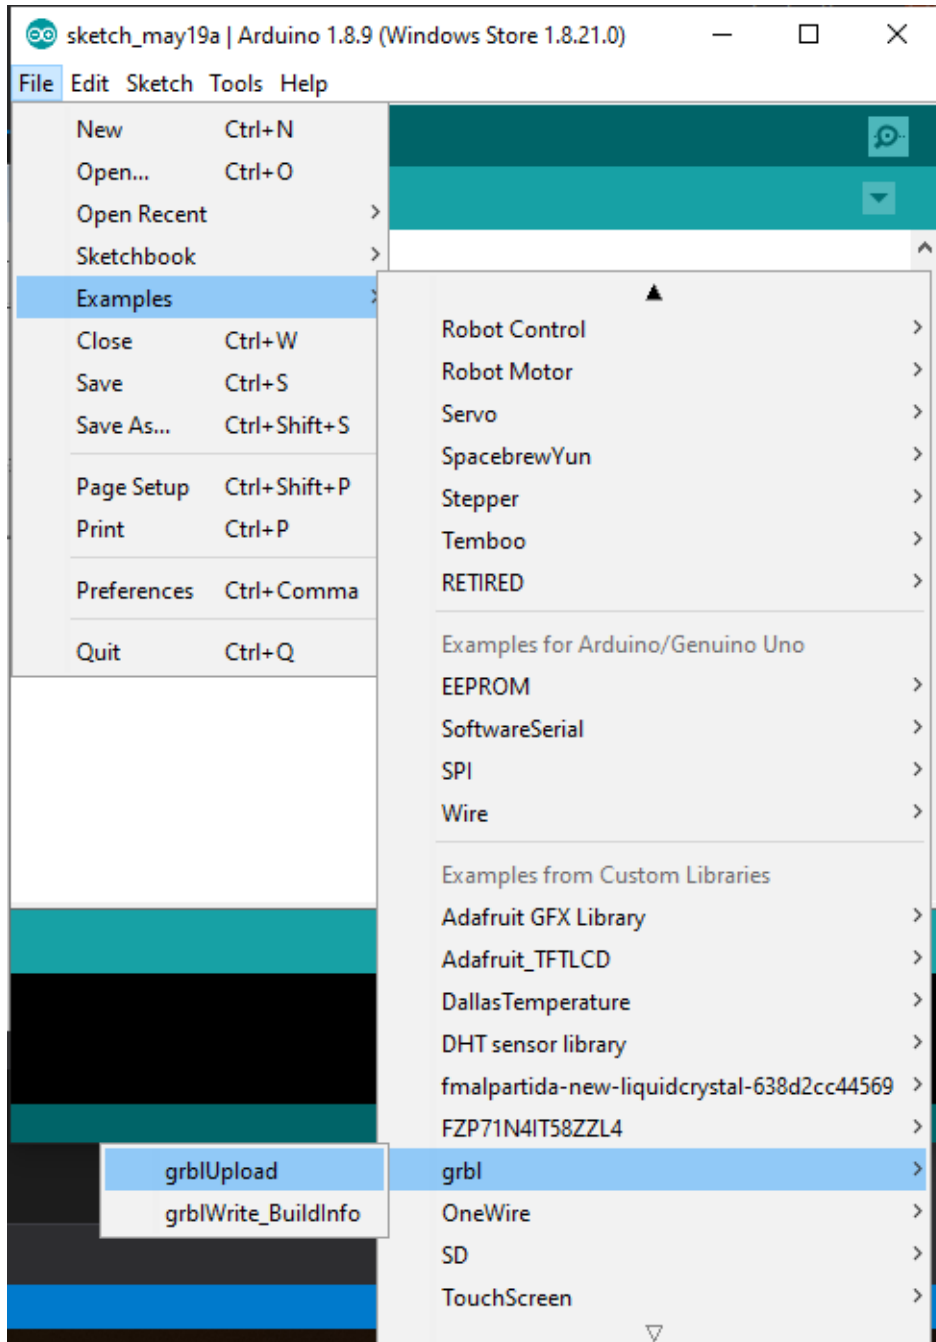 sketch_may19a | Arduino 1.8.9 (Windows Store 1.8.21.0)
File Edit Sketch Tools Help
New Ctrl+N
Open... Ctrl+O
Open Recent
Sketchbook
Examples
Close Ctrl+W
Save Ctrl+S
Save As... Ctrl+Shift+S
Page Setup Ctrl+Shift+P
Print Ctrl+P
Preferences Ctrl+Comma
Quit Ctrl+Q
Robot Control
Robot Motor
Servo
SpacebrewYun
Stepper
Temboo
RETIRED
Examples for Arduino/Genuino Uno
EEPROM
SoftwareSerial
SPI
Wire
Examples from Custom Libraries
Adafruit GFX Library
Adafruit_TFTLCD
DallasTemperature
DHT sensor library
fmalpartida-new-liquidcrystal-638d2cc44569
FZP71N4IT58ZZL4
grbl
OneWire
SD
TouchScreen
grblUpload
grblWrite_BuildInfo